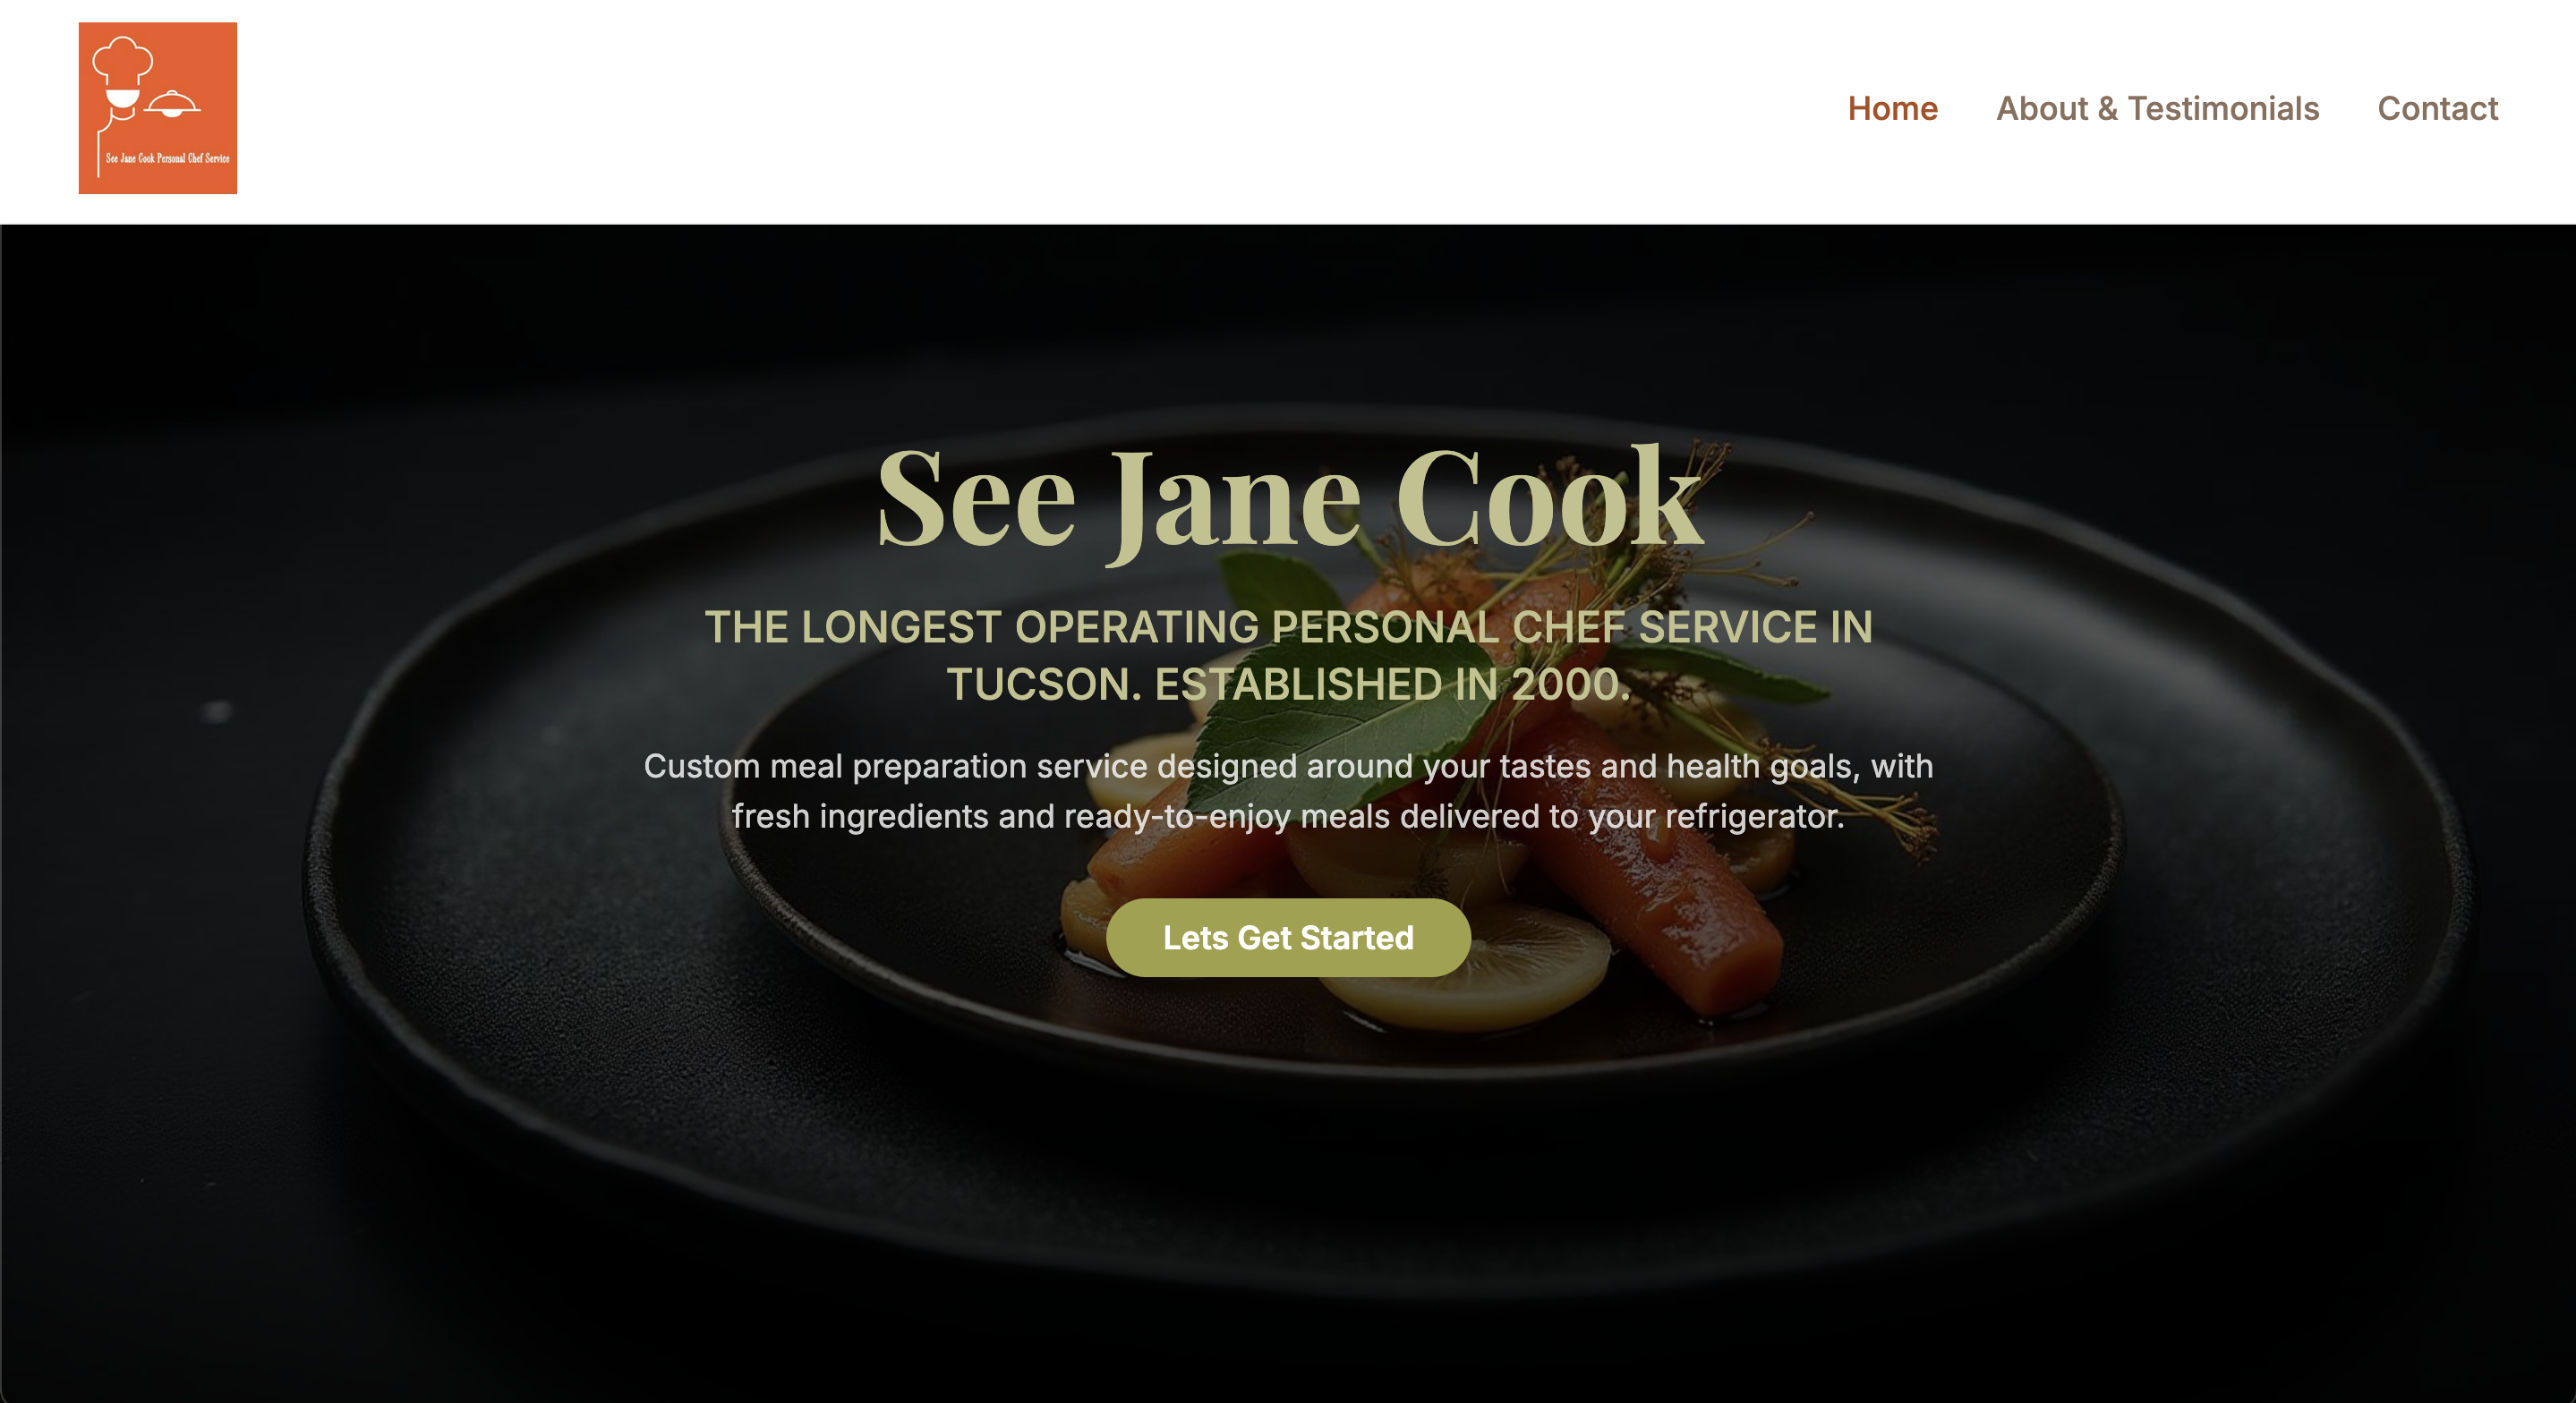 See Jane Cook Personal Chef Service
Home About & Testimonials Contact
See Jane Cook
THE LONGEST OPERATING PERSONAL CHEF SERVICE IN
TUCSON. ESTABLISHED IN 2000.
Custom meal preparation service designed around your tastes and health goals, with
fresh ingredients and ready-to-enjoy meals delivered to your refrigerator.
Lets Get Started